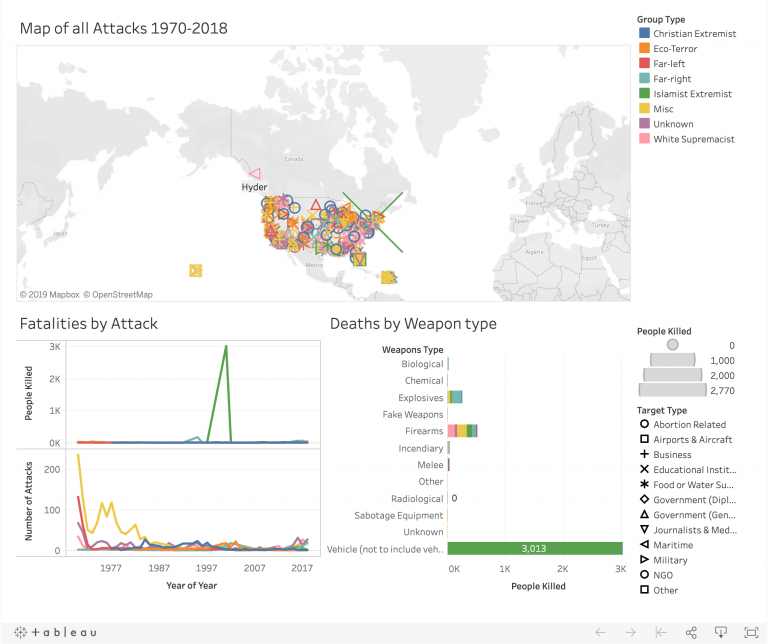 Map of all Attacks 1970-2018
Canada
Hyder
Japan
Mexico
France
Spain
Turkey
Algeria
Egypt
© 2019 Mapbox © OpenStreetMap
Group Type
Christian Extremist
Eco-Terror
Far-left
Far-right
Islamist Extremist
Misc
Unknown
White Supremacist
Fatalities by Attack
People Killed
3K
2K
1K
0K
Number of Attacks
200
100
0
1977
1987
1997
2007
2017
Year of Year
Deaths by Weapon type
Weapons Type
Biological
Chemical
Explosives
Fake Weapons
Firearms
Incendiary
Melee
Other
Radiological 0
Sabotage Equipment
Unknown
Vehicle (not to include veh.. 3,013
0K 1K 2K 3K
People Killed
People Killed
0
1,000
2,000
2,770
Target Type
Abortion Related
Airports & Aircraft
Business
Educational Instit...
Food or Water Su...
Government (Dipl...
Government (Gen...
Journalists & Med...
Maritime
Military
NGO
Other
+ a b l e a u